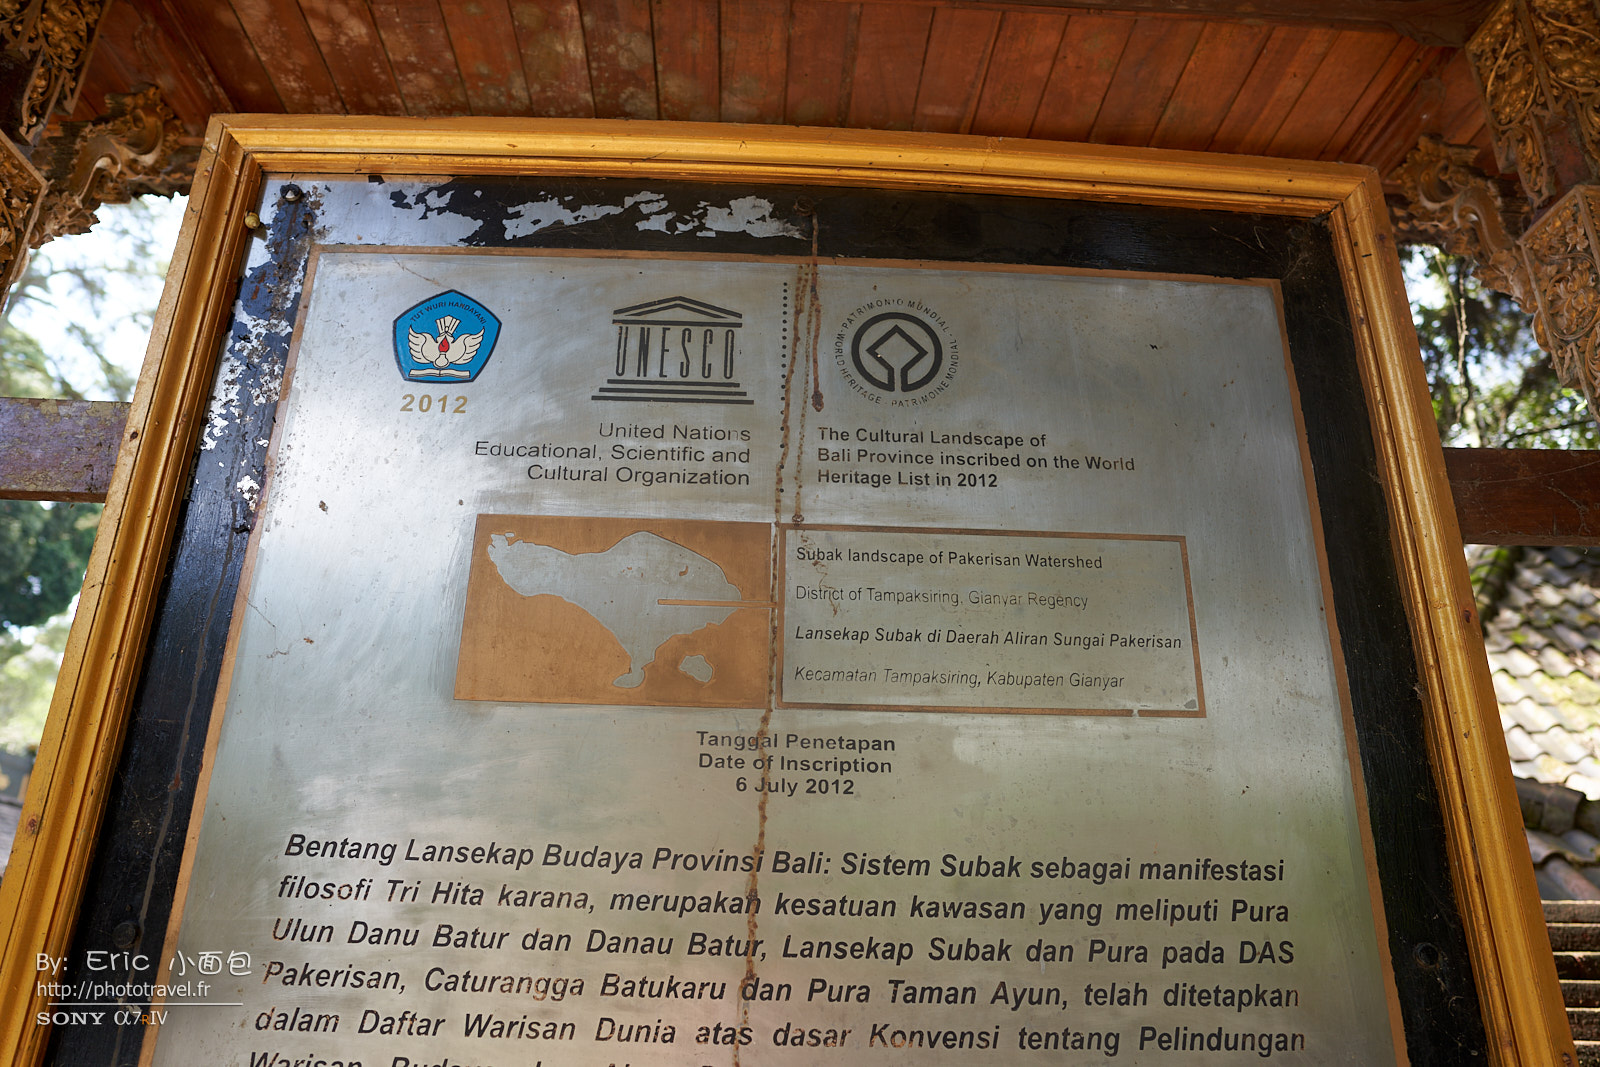 TUT WURI HANDAYANI
2012
UNESCO
United Nations
Educational, Scientific and
Cultural Organization
WORLD HERITAGE · PATRIMOINE MONDIAL · PATRIMONIO MUNDIAL ·
The Cultural Landscape of
Bali Province inscribed on the World
Heritage List in 2012
Subak landscape of Pakerisan Watershed
District of Tampaksiring, Gianyar Regency
Lansekap Subak di Daerah Aliran Sungai Pakerisan
Kecamatan Tampaksiring, Kabupaten Gianyar
Tanggal Penetapan
Date of Inscription
6 July 2012
Bentang Lansekap Budaya Provinsi Bali: Sistem Subak sebagai manifestasi
filosofi Tri Hita karana, merupakan kesatuan kawasan yang meliputi Pura
Ulun Danu Batur dan Danau Batur, Lansekap Subak dan Pura pada DAS
Pakerisan, Caturangga Batukaru dan Pura Taman Ayun, telah ditetapkan
dalam Daftar Warisan Dunia atas dasar Konvensi tentang Pelindungan
Warisan Budaya
By: Eric 小面包
http://phototravel.fr
SONY α7RIV